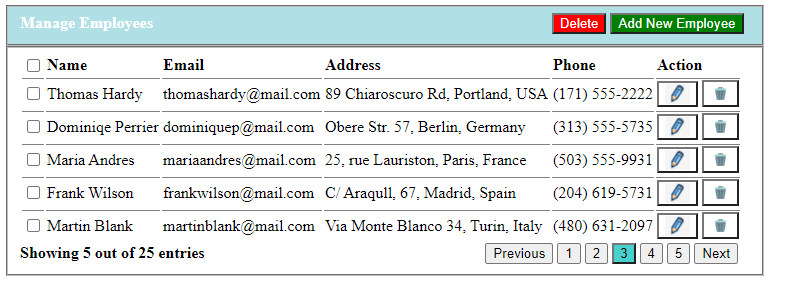 Manage Employees Delete Add New Employee
Name Email Address Phone Action
Thomas Hardy thomashardy@mail.com 89 Chiaroscuro Rd, Portland, USA (171) 555-2222
Dominiqe Perrier dominiquep@mail.com Obere Str. 57, Berlin, Germany (313) 555-5735
Maria Andres mariaandres@mail.com 25, rue Lauriston, Paris, France (503) 555-9931
Frank Wilson frankwilson@mail.com C/ Araqull, 67, Madrid, Spain (204) 619-5731
Martin Blank martinblank@mail.com Via Monte Blanco 34, Turin, Italy (480) 631-2097
Showing 5 out of 25 entries Previous 1 2 3 4 5 Next